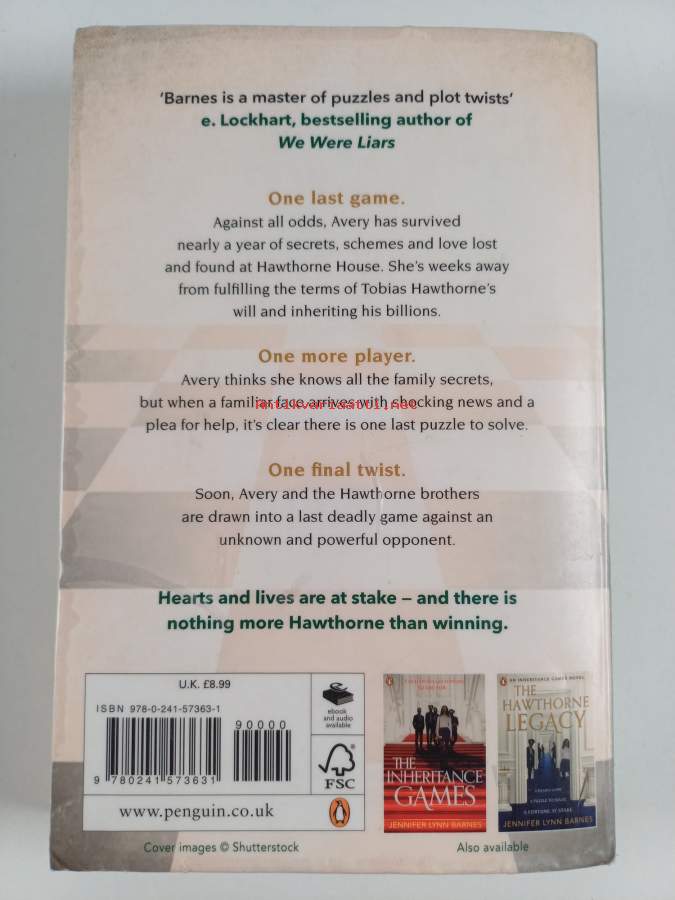 'Barnes is a master of puzzles and plot twists'
e. Lockhart, bestselling author of
We Were Liars
One last game.
Against all odds, Avery has survived
nearly a year of secrets, schemes and love lost
and found at Hawthorne House. She's weeks away
from fulfilling the terms of Tobias Hawthorne's
will and inheriting his billions.
One more player.
Avery thinks she knows all the family secrets,
but when a familiar face arrives with shocking news and a
plea for help, it's clear there is one last puzzle to solve.
One final twist.
Soon, Avery and the Hawthorne brothers
are drawn into a last deadly game against an
unknown and powerful opponent.
Hearts and lives are at stake – and there is
nothing more Hawthorne than winning.
U.K. £8.99
ISBN 978-0-241-57363-1
90000
9 780241 573631
www.penguin.co.uk
ebook
and audio
available
FSC
THE
INHERITANCE
GAMES
JENNIFER LYNN BARNES
AN INHERITANCE GAMES NOVEL
THE
HAWTHORNE
LEGACY
A PUZZLE TO SOLVE
A FORTUNE AT STAKE
JENNIFER LYNN BARNES
Cover images © Shutterstock
Also available